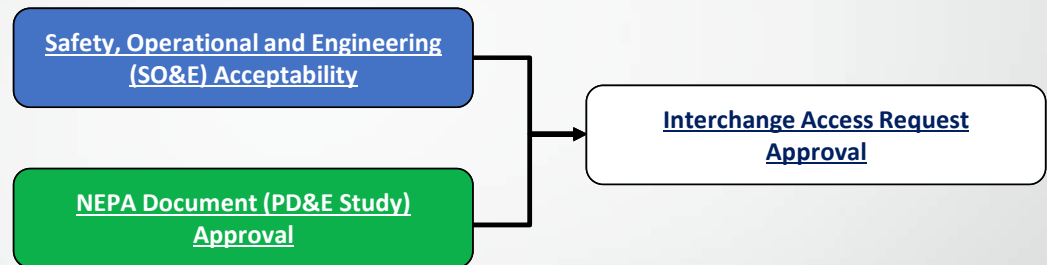 Safety, Operational and Engineering
(SO&E) Acceptability
Interchange Access Request
Approval
NEPA Document (PD&E Study)
Approval